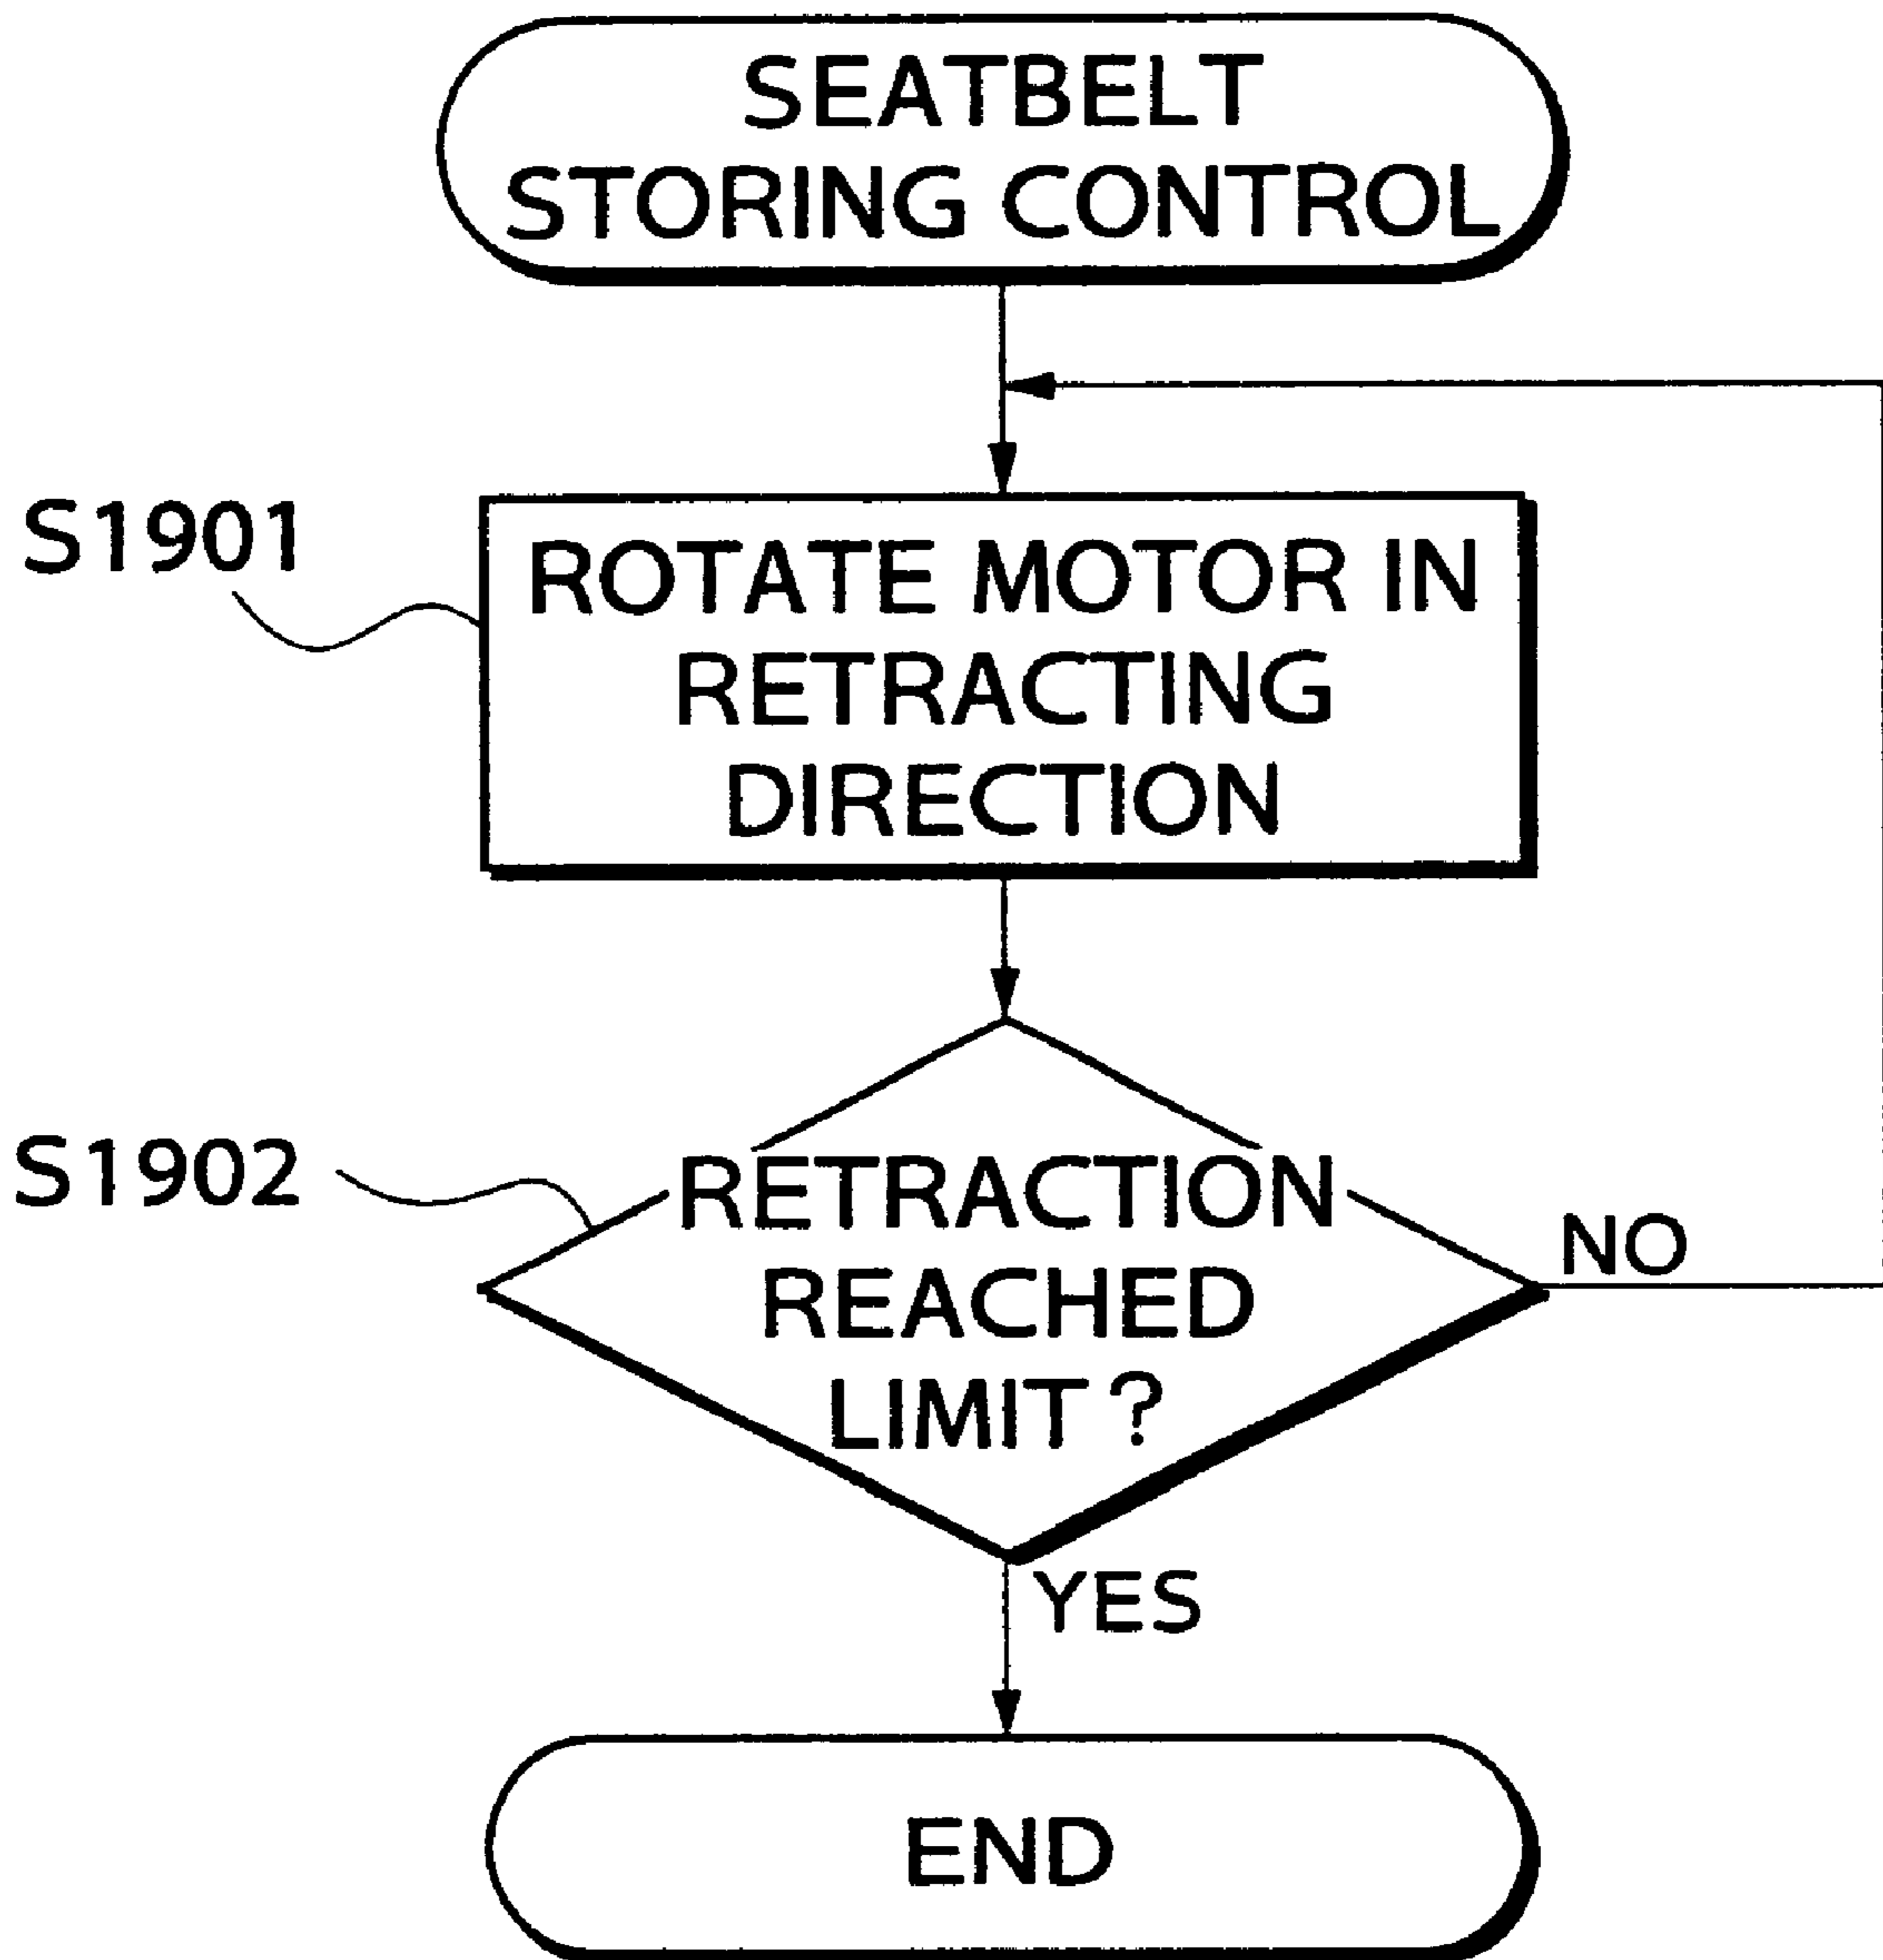 SEATBELT
STORING CONTROL
S1901
ROTATE MOTOR IN
RETRACTING
DIRECTION
S1902
RETRACTION
REACHED
LIMIT?
NO
YES
END